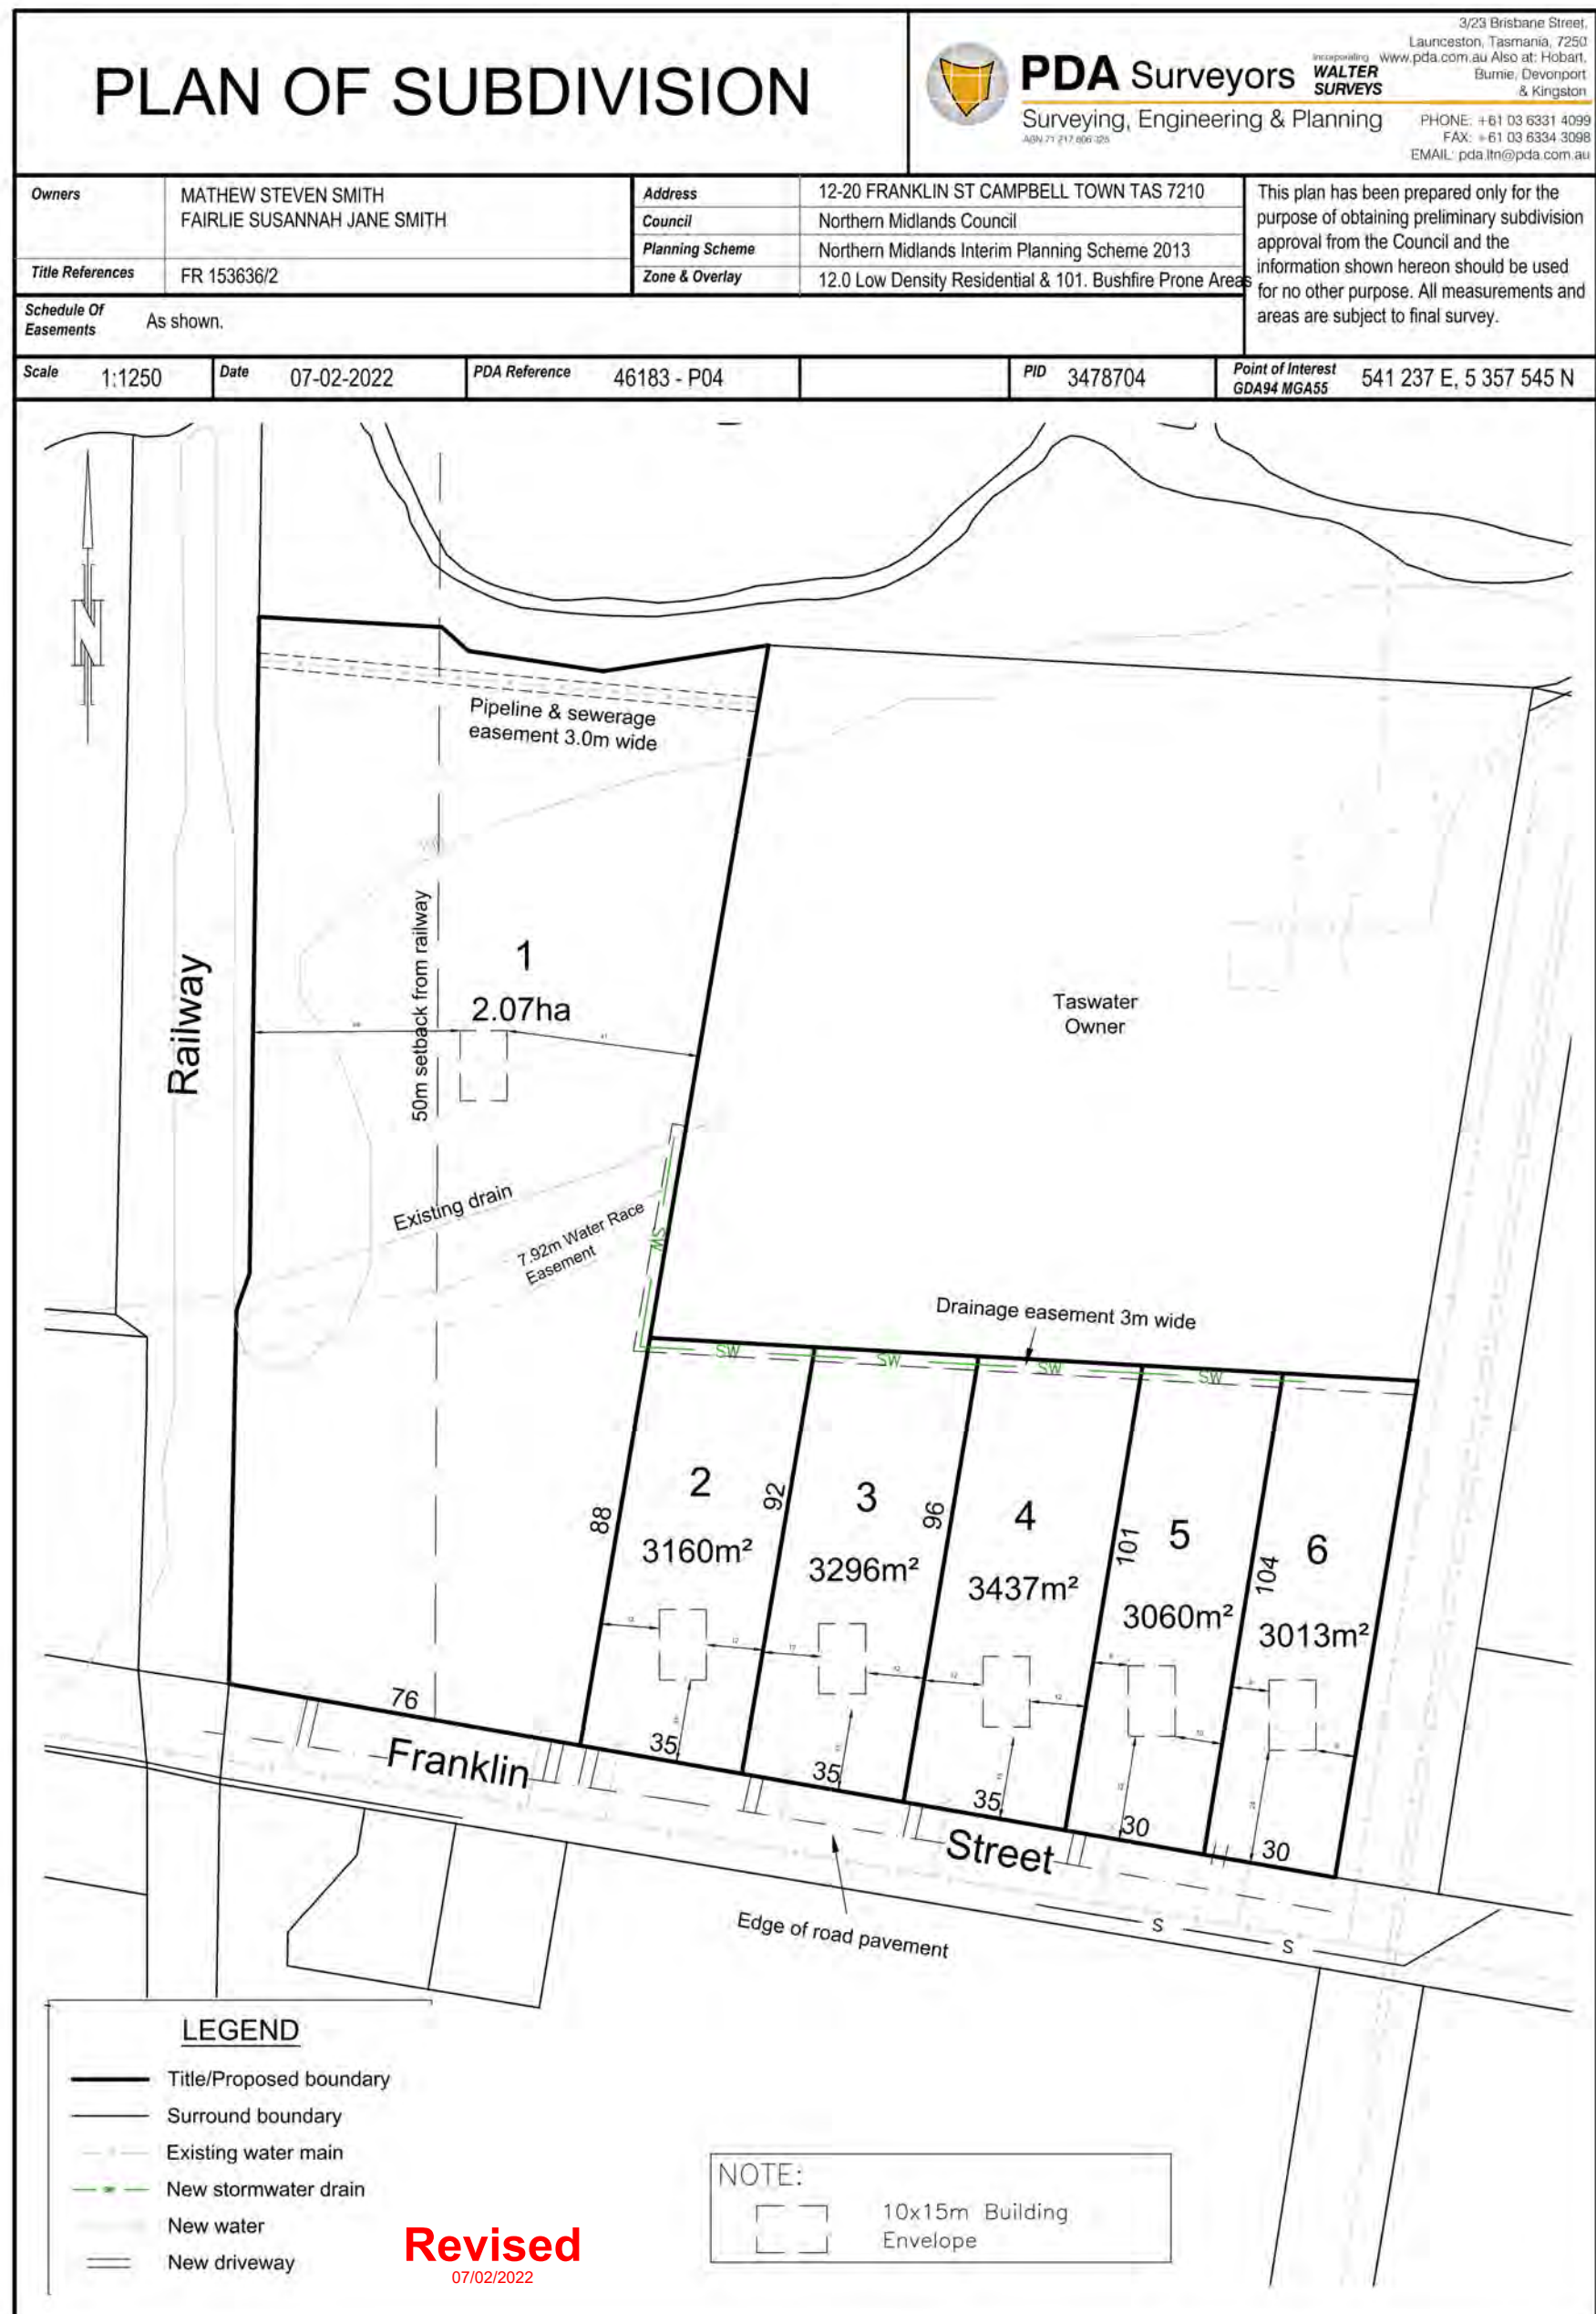 PLAN OF SUBDIVISION
PDA Surveyors
Incorporating
WALTER
SURVEYS
Surveying, Engineering & Planning
3/23 Brisbane Street,
Launceston, Tasmania, 7250
www.pda.com.au Also at: Hobart,
Burnie, Devonport
& Kingston
PHONE: +61 03 6331 4099
FAX: +61 03 6334 3098
EMAIL: pda.ltn@pda.com.au
Owners
MATHEW STEVEN SMITH
FAIRLIE SUSANNAH JANE SMITH
Title References
FR 153636/2
Address
12-20 FRANKLIN ST CAMPBELL TOWN TAS 7210
Council
Northern Midlands Council
Planning Scheme
Northern Midlands Interim Planning Scheme 2013
Zone & Overlay
12.0 Low Density Residential & 101. Bushfire Prone Areas
This plan has been prepared only for the
purpose of obtaining preliminary subdivision
approval from the Council and the
information shown hereon should be used
for no other purpose. All measurements and
areas are subject to final survey.
Schedule Of
Easements
As shown.
Scale
1:1250
Date
07-02-2022
PDA Reference
46183 - P04
PID
3478704
Point of Interest
GDA94 MGA55
541 237 E, 5 357 545 N
N
Pipeline & sewerage
easement 3.0m wide
Railway
50m setback from railway
1
2.07ha
Taswater
Owner
Existing drain
7.92m Water Race
Easement
SW
Drainage easement 3m wide
SW
SW
SW
SW
88
2
3160m²
92
3
3296m²
96
4
3437m²
101
5
3060m²
104
6
3013m²
12
12
12
12
12
12
76
35
35
35
30
30
Franklin
Street
Edge of road pavement
S
S
LEGEND
Title/Proposed boundary
Surround boundary
Existing water main
New stormwater drain
New water
New driveway
Revised
07/02/2022
NOTE:
10x15m Building
Envelope